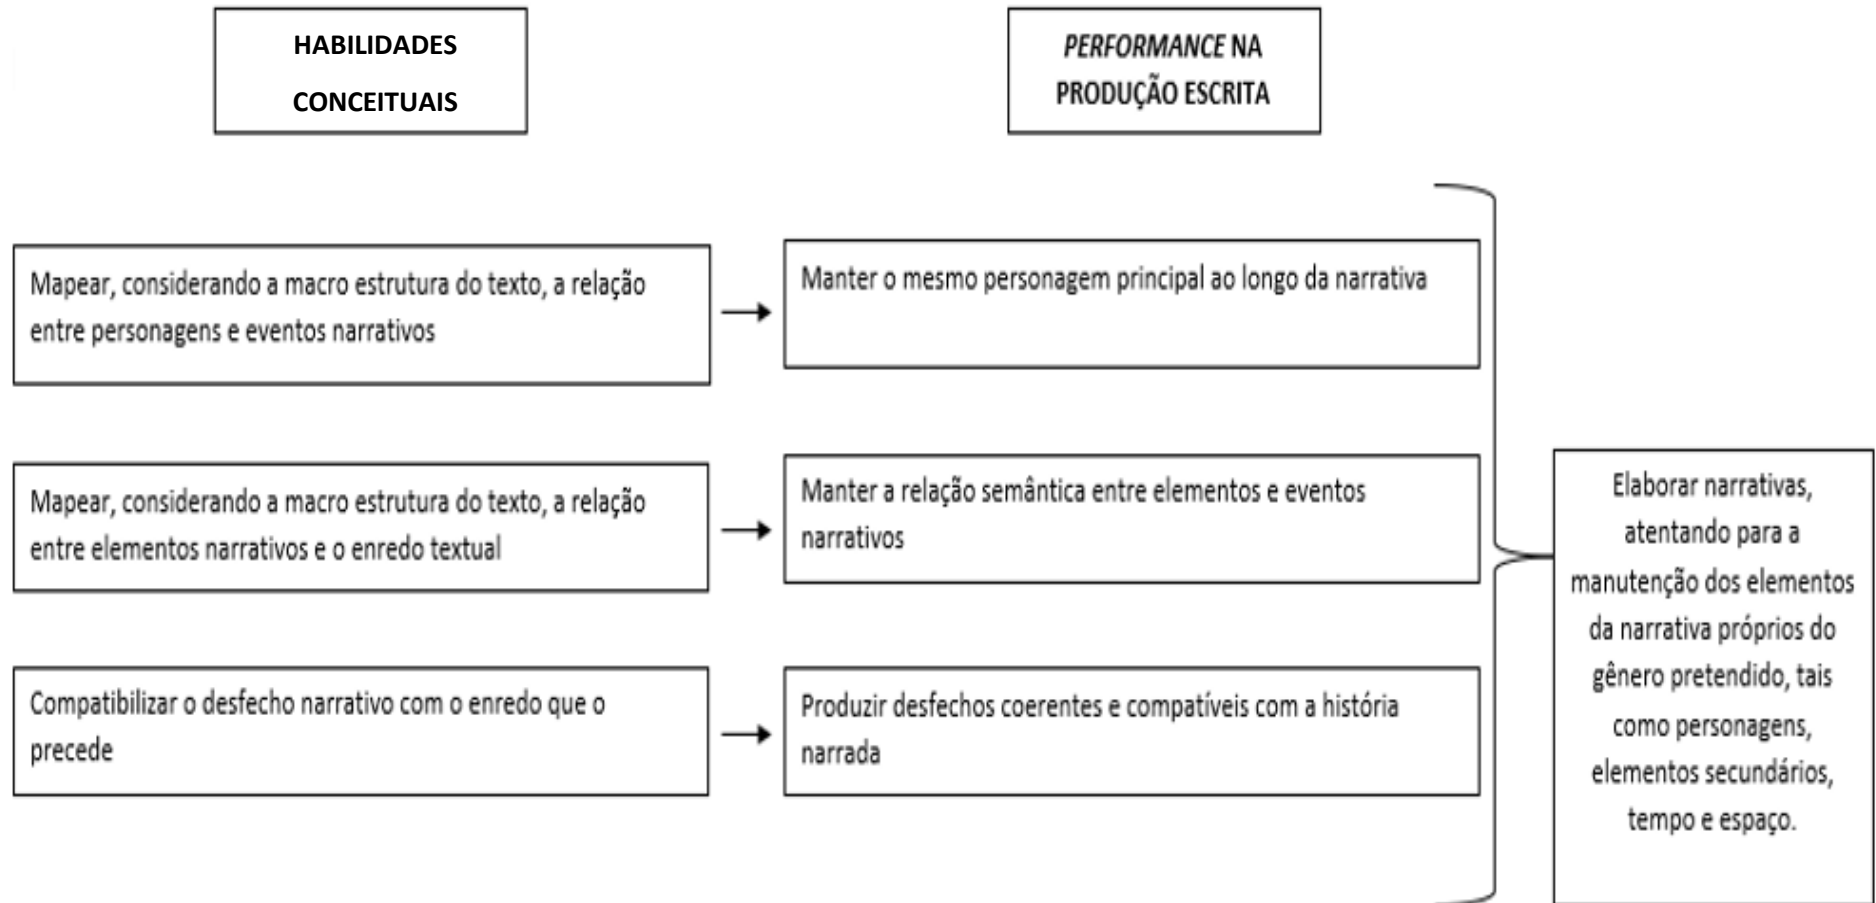 HABILIDADES
CONCEITUAIS
PERFORMANCE NA
PRODUÇÃO ESCRITA
Mapear, considerando a macro estrutura do texto, a relação
entre personagens e eventos narrativos
Manter o mesmo personagem principal ao longo da narrativa
Mapear, considerando a macro estrutura do texto, a relação
entre elementos narrativos e o enredo textual
Manter a relação semântica entre elementos e eventos
narrativos
Compatibilizar o desfecho narrativo com o enredo que o
precede
Produzir desfechos coerentes e compatíveis com a história
narrada
Elaborar narrativas,
atentando para a
manutenção dos elementos
da narrativa próprios do
gênero pretendido, tais
como personagens,
elementos secundários,
tempo e espaço.